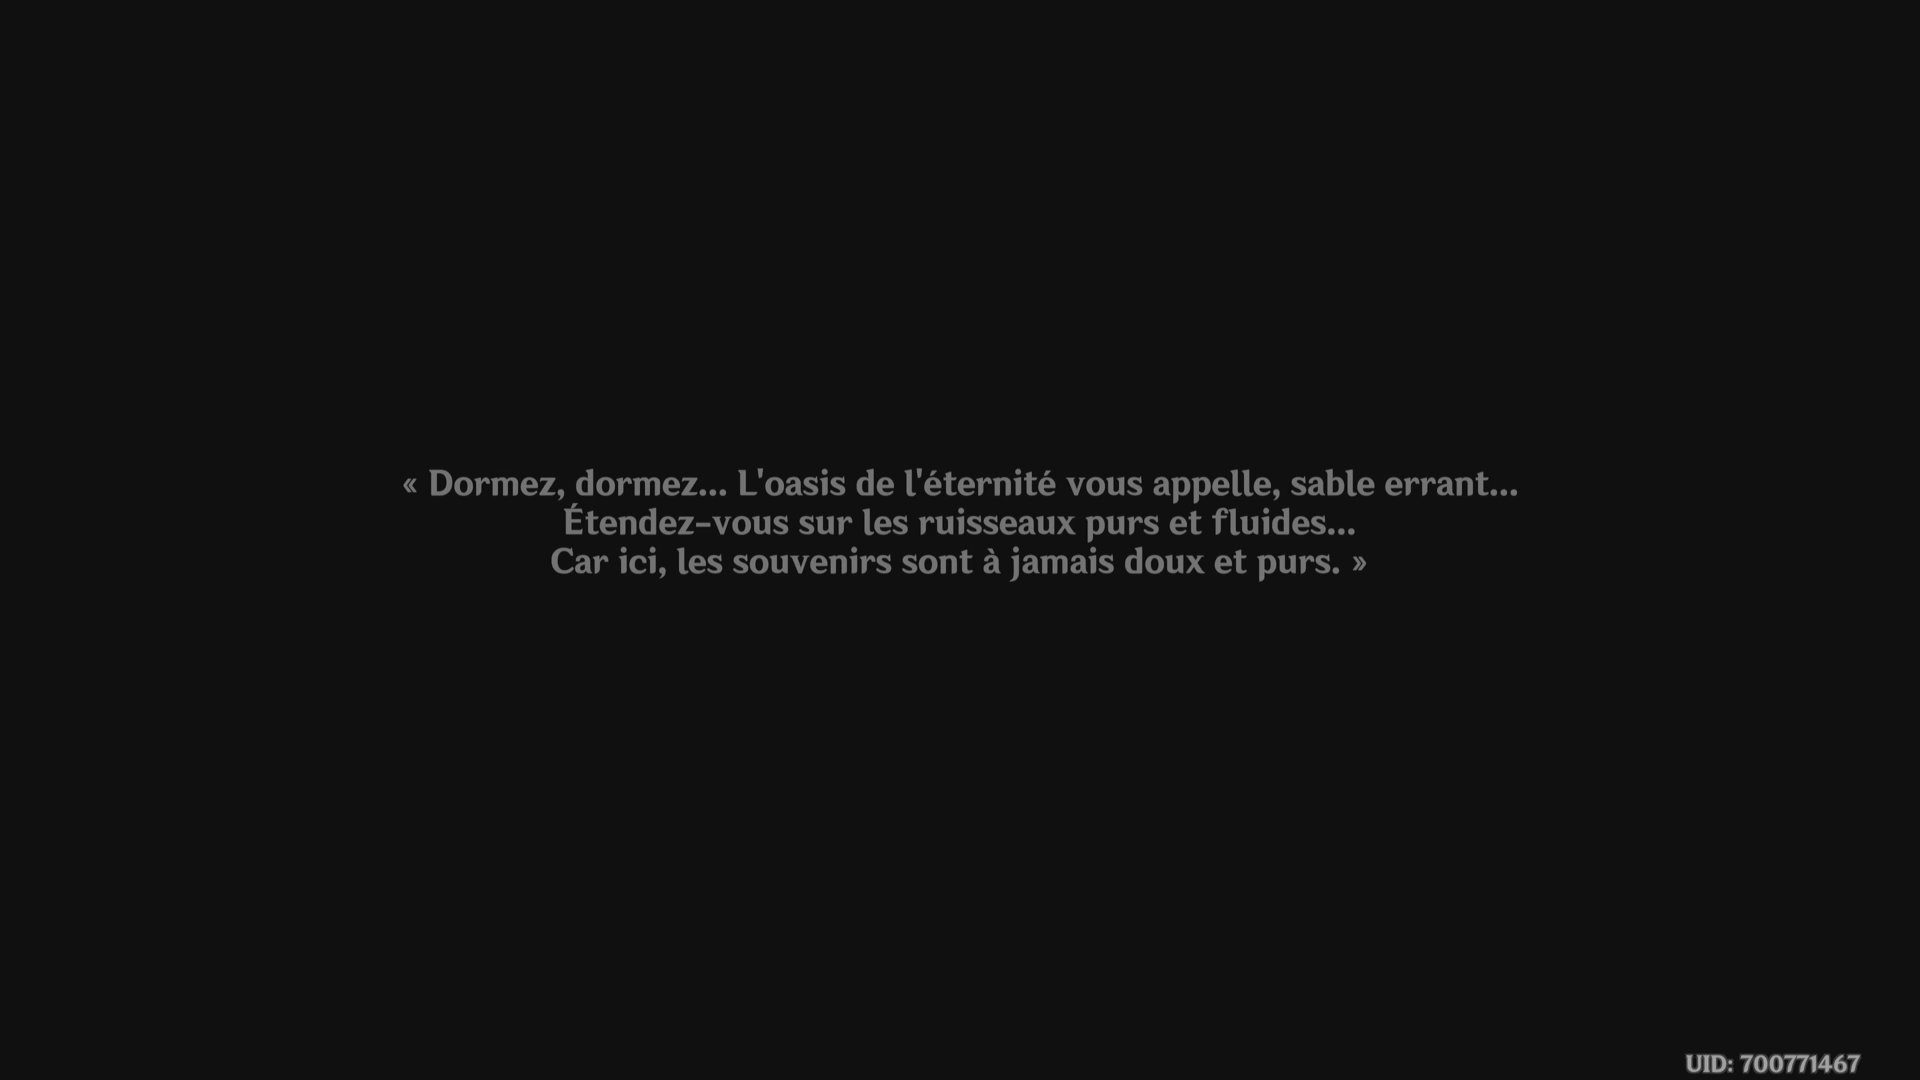 « Dormez, dormez... L'oasis de l'éternité vous appelle, sable errant...
Étendez-vous sur les ruisseaux purs et fluides...
Car ici, les souvenirs sont à jamais doux et purs. »
UID: 700771467